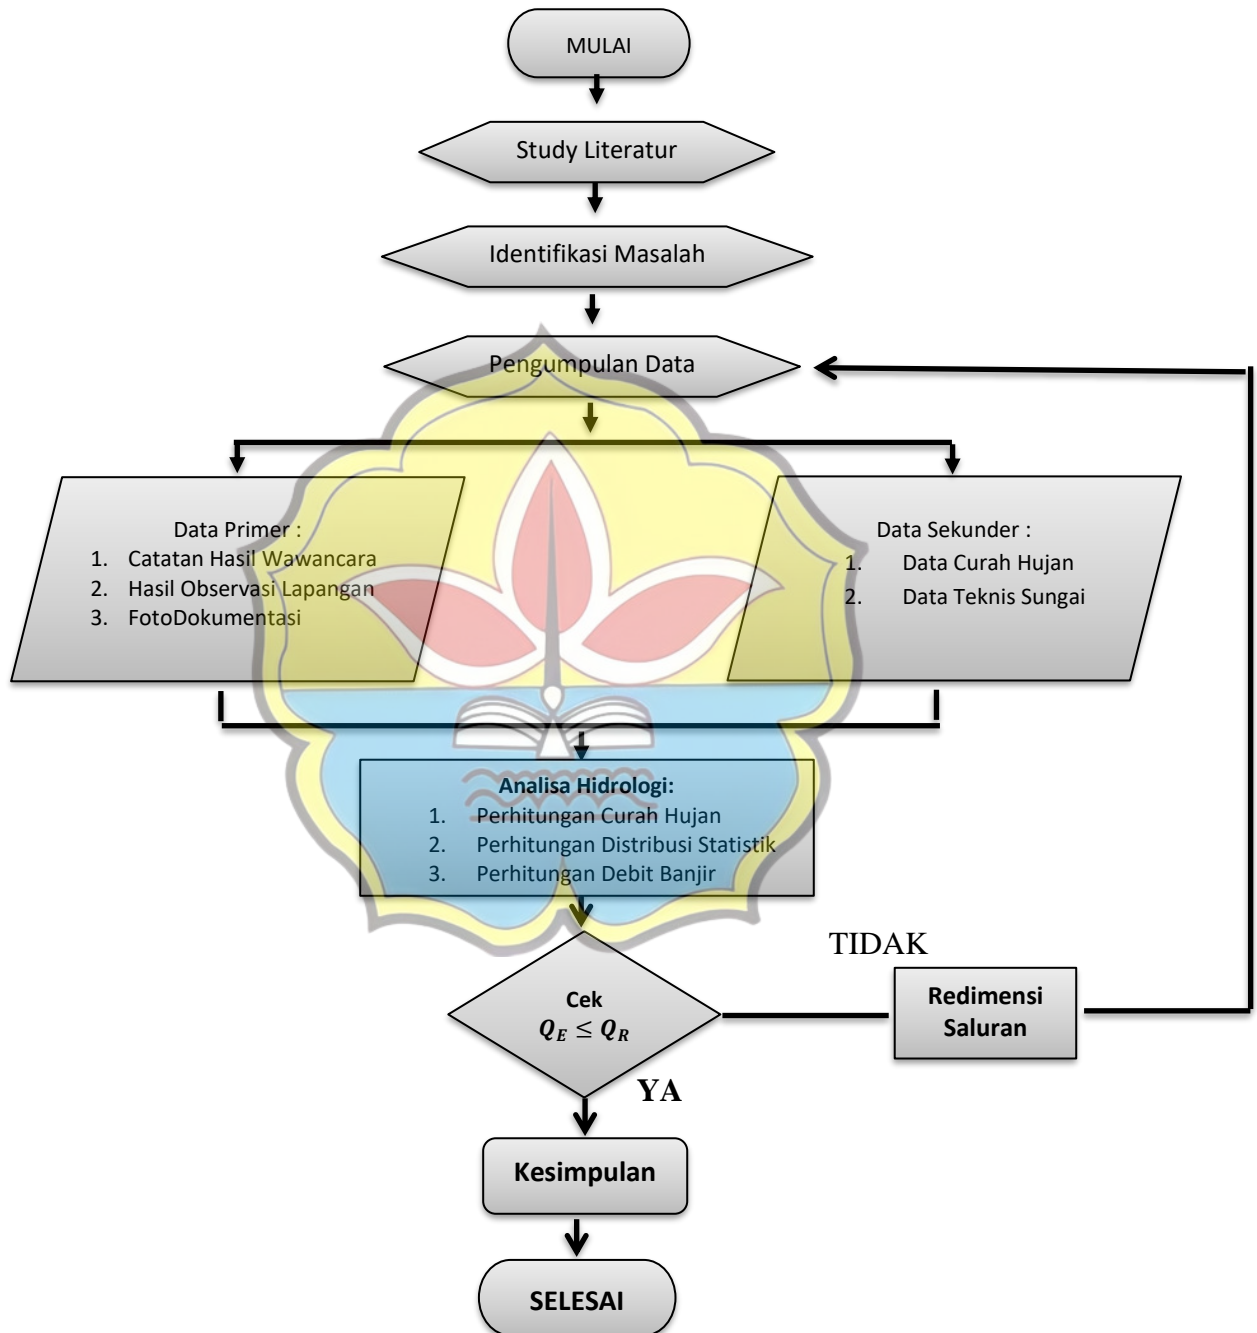 MULAI
Study Literatur
Identifikasi Masalah
Pengumpulan Data
Data Primer :
1. Catatan Hasil Wawancara
2. Hasil Observasi Lapangan
3. FotoDokumentasi
Data Sekunder :
1. Data Curah Hujan
2. Data Teknis Sungai
Analisa Hidrologi:
1. Perhitungan Curah Hujan
2. Perhitungan Distribusi Statistik
3. Perhitungan Debit Banjir
Cek
Q_E ≤ Q_R
TIDAK
Redimensi
Saluran
YA
Kesimpulan
SELESAI